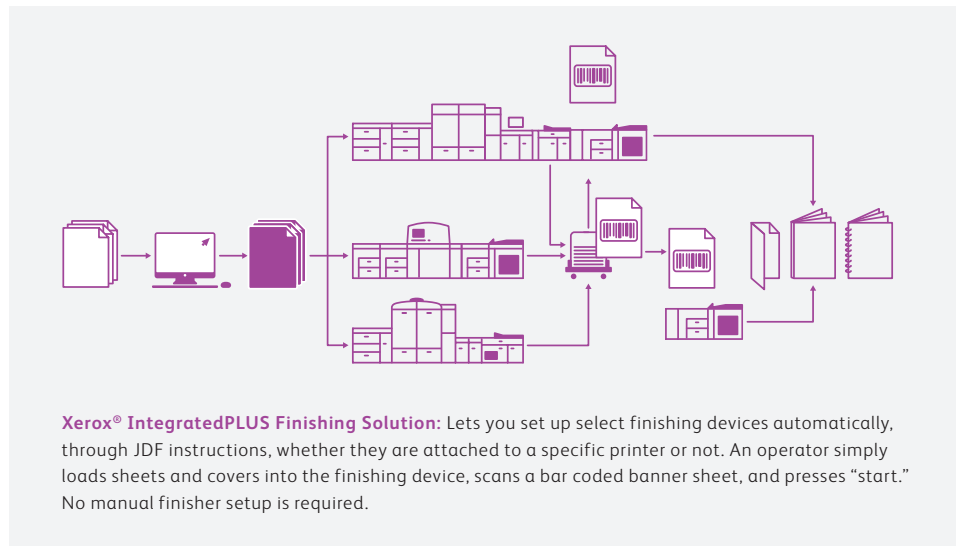 Xerox® IntegratedPLUS Finishing Solution: Lets you set up select finishing devices automatically,
through JDF instructions, whether they are attached to a specific printer or not. An operator simply
loads sheets and covers into the finishing device, scans a bar coded banner sheet, and presses “start.”
No manual finisher setup is required.